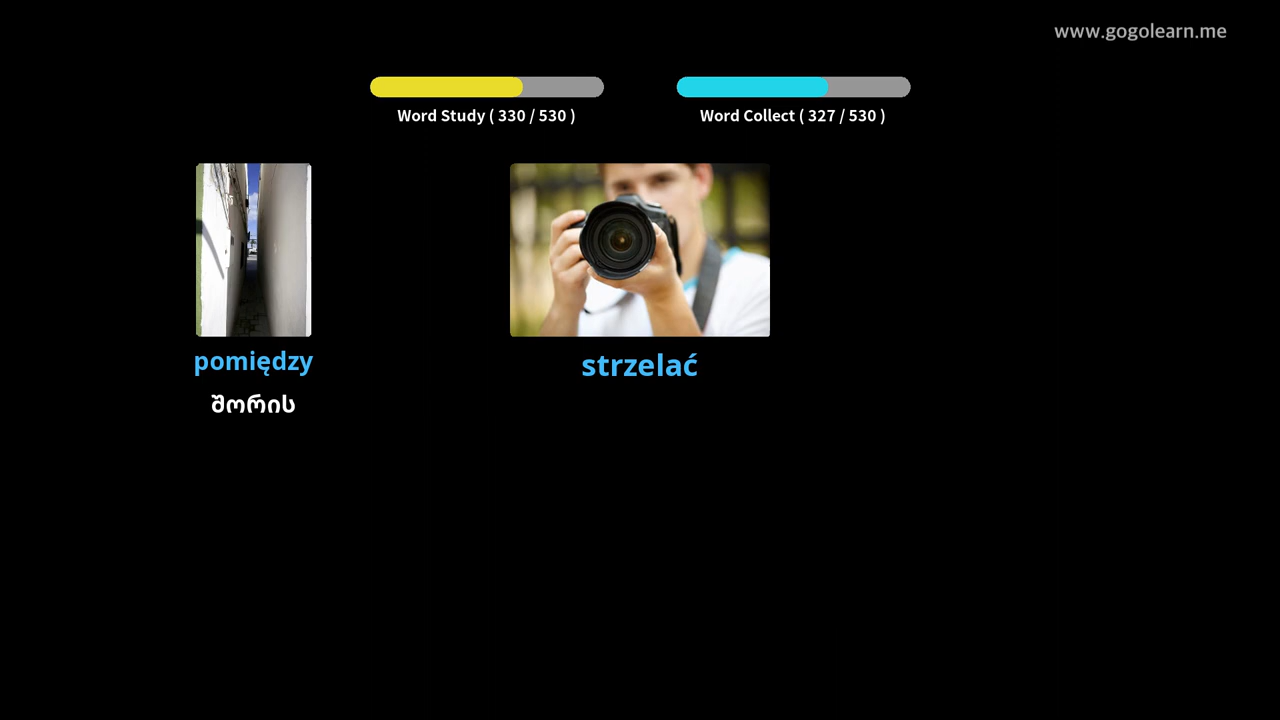 www.gogolearn.me
Word Study ( 330 / 530 )
Word Collect ( 327 / 530 )
pomiędzy
შორის
strzelać